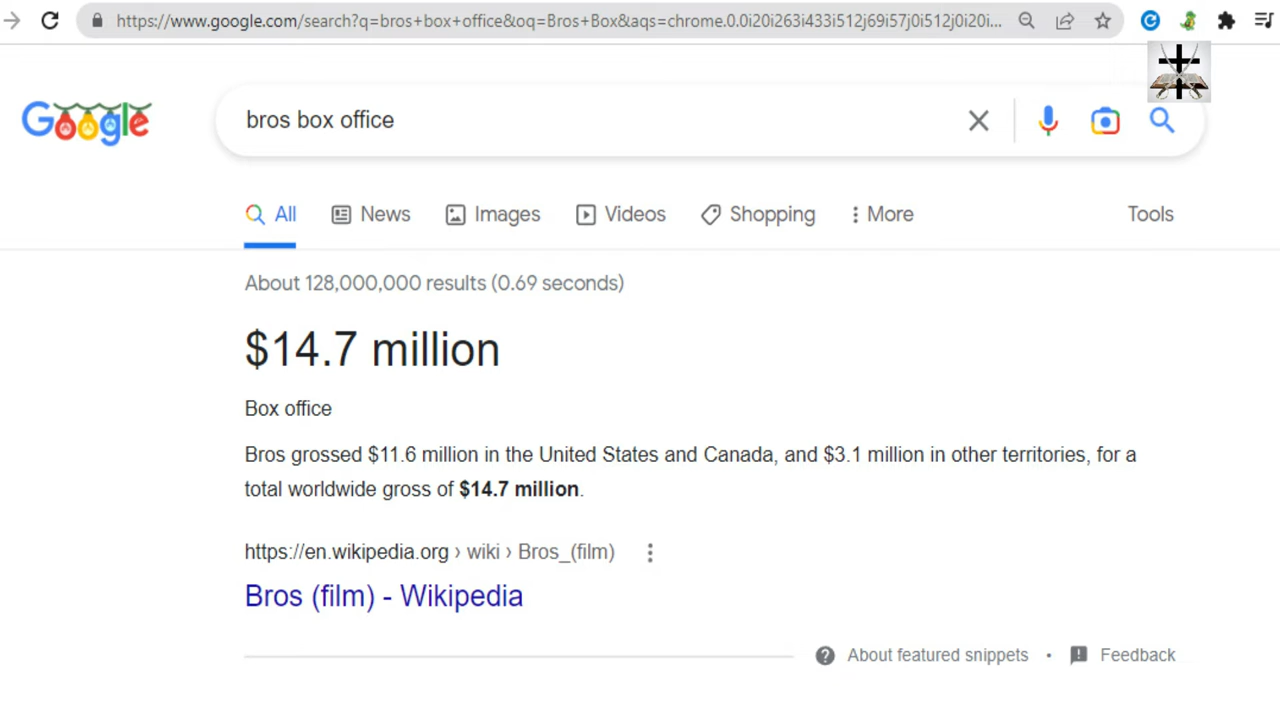 https://www.google.com/search?q=bros+box+office&oq=Bros+Box&aqs=chrome.0.0i20i263i433i512j69i57j0i512j0i20i...
Google
bros box office
All News Images Videos Shopping More Tools
About 128,000,000 results (0.69 seconds)
$14.7 million
Box office
Bros grossed $11.6 million in the United States and Canada, and $3.1 million in other territories, for a
total worldwide gross of $14.7 million.
https://en.wikipedia.org › wiki › Bros_(film)
Bros (film) - Wikipedia
About featured snippets • Feedback